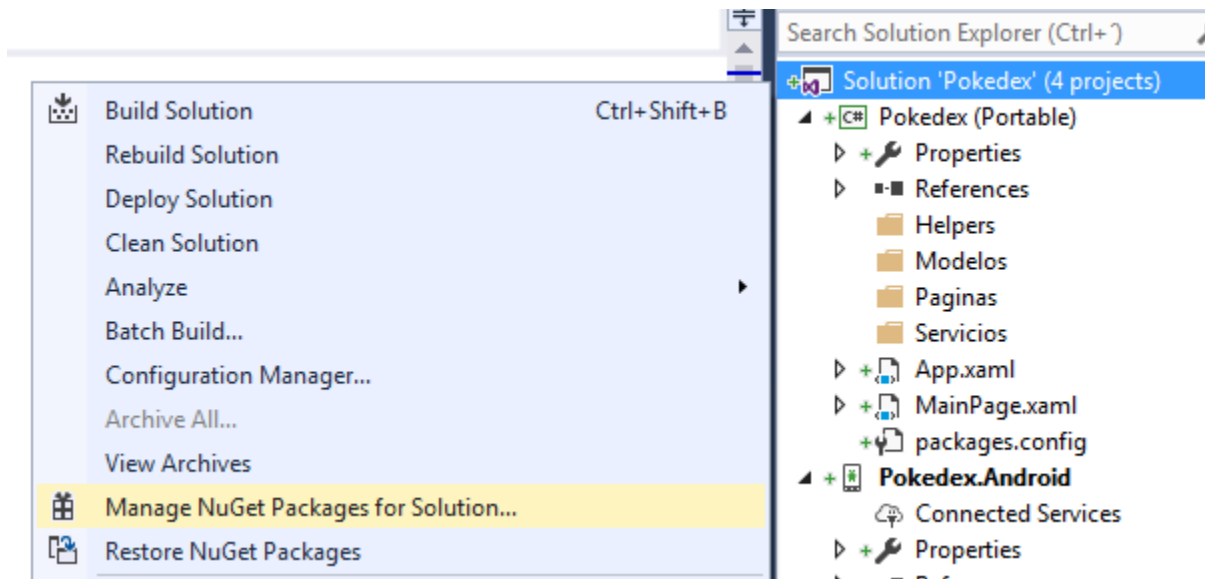 Build Solution Ctrl+Shift+B
Rebuild Solution
Deploy Solution
Clean Solution
Analyze
Batch Build...
Configuration Manager...
Archive All...
View Archives
Manage NuGet Packages for Solution...
Restore NuGet Packages
Search Solution Explorer (Ctrl+´)
Solution 'Pokedex' (4 projects)
C# Pokedex (Portable)
Properties
References
Helpers
Modelos
Paginas
Servicios
App.xaml
MainPage.xaml
packages.config
Pokedex.Android
Connected Services
Properties